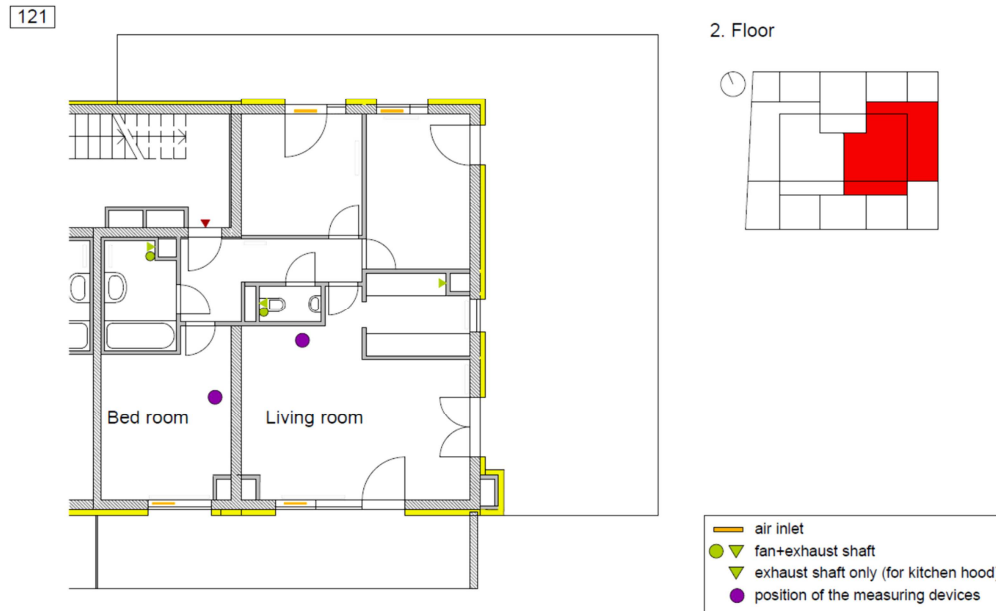 121
2. Floor
Bed room
Living room
air inlet
fan+exhaust shaft
exhaust shaft only (for kitchen hood)
position of the measuring devices